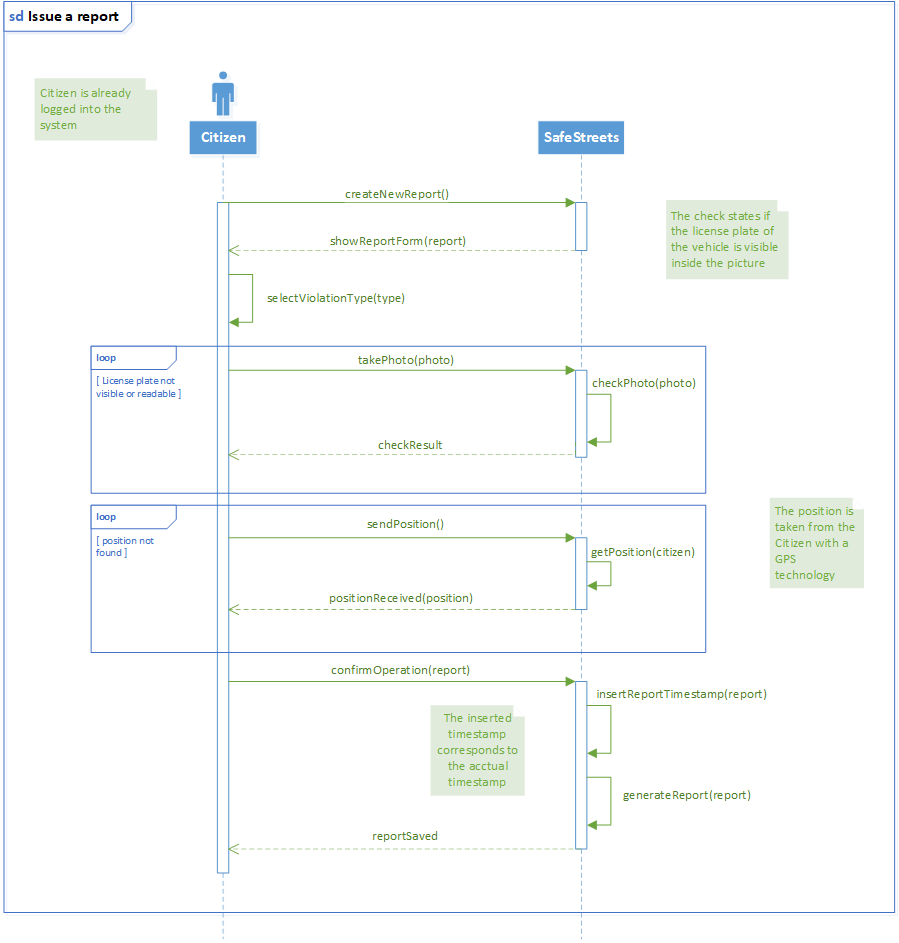 sd Issue a report
Citizen is already
logged into the
system
Citizen
SafeStreets
createNewReport()
The check states if
the license plate of
the vehicle is visible
inside the picture
showReportForm(report)
selectViolationType(type)
loop
[ License plate not
visible or readable ]
takePhoto(photo)
checkPhoto(photo)
checkResult
loop
[ position not
found ]
sendPosition()
The position is
taken from the
Citizen with a
GPS
technology
getPosition(citizen)
positionReceived(position)
confirmOperation(report)
insertReportTimestamp(report)
The inserted
timestamp
corresponds to
the acctual
timestamp
generateReport(report)
reportSaved